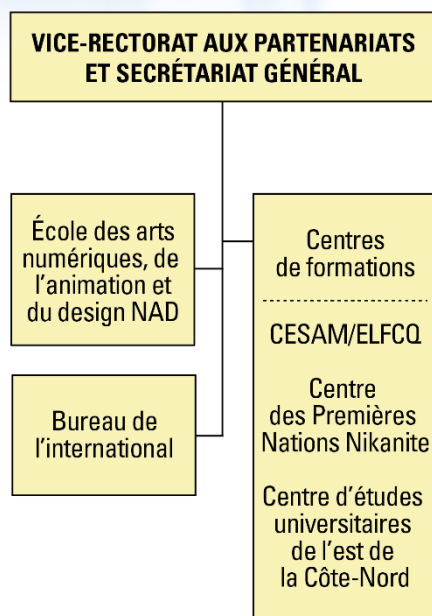 VICE-RECTORAT AUX PARTENARIATS
ET SECRÉTARIAT GÉNÉRAL
École des arts
numériques, de
l'animation et
du design NAD
Bureau de
l'international
Centres
de formations
CESAM/ELFCQ
Centre
des Premières
Nations Nikanite
Centre d'études
universitaires
de l'est de
la Côte-Nord